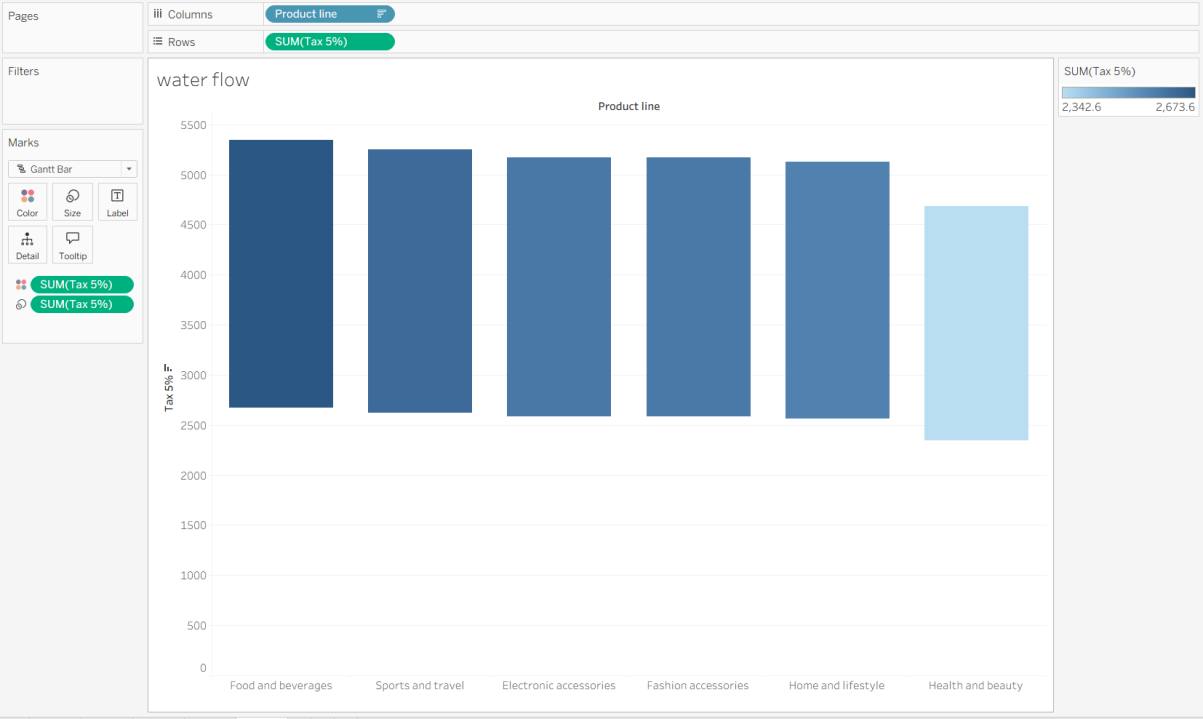 Pages
Columns
Product line
Rows
SUM(Tax 5%)
Filters
Marks
Gantt Bar
Color
Size
Label
Detail
Tooltip
SUM(Tax 5%)
SUM(Tax 5%)
water flow
Product line
Tax 5%
5500
5000
4500
4000
3500
3000
2500
2000
1500
1000
500
0
Food and beverages
Sports and travel
Electronic accessories
Fashion accessories
Home and lifestyle
Health and beauty
SUM(Tax 5%)
2,342.6
2,673.6